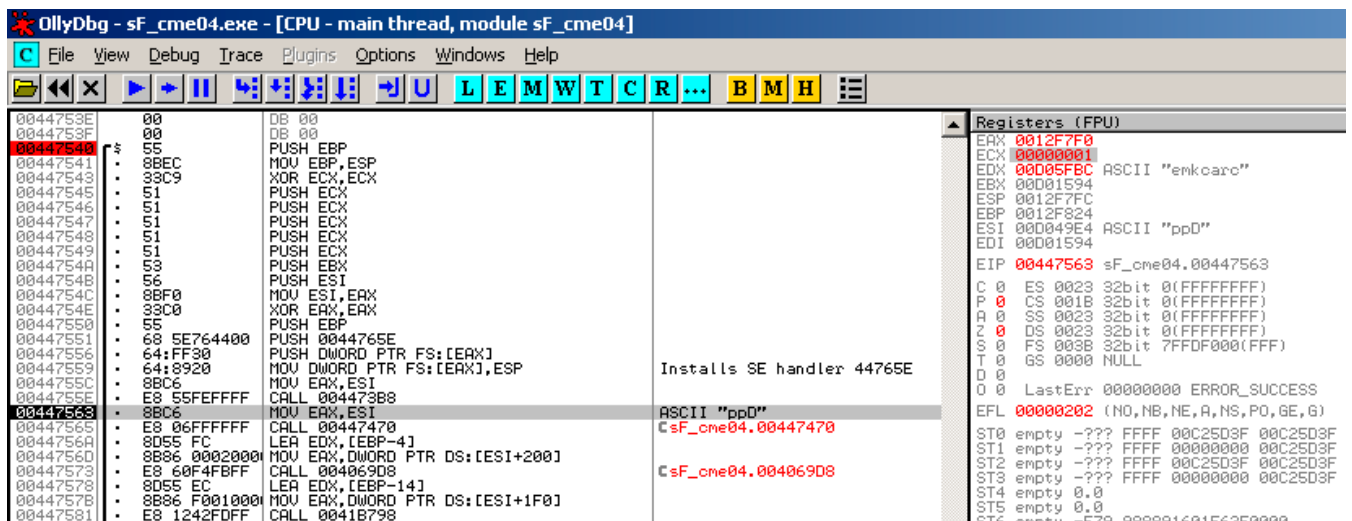 OllyDbg - sF_cme04.exe - [CPU - main thread, module sF_cme04]
C File View Debug Trace Plugins Options Windows Help
L E M W T C R ... B M H
0044753E 00 DB 00
0044753F 00 DB 00
00447540 $ 55 PUSH EBP
00447541 . 8BEC MOV EBP,ESP
00447543 . 33C9 XOR ECX,ECX
00447545 . 51 PUSH ECX
00447546 . 51 PUSH ECX
00447547 . 51 PUSH ECX
00447548 . 51 PUSH ECX
00447549 . 51 PUSH ECX
0044754A . 53 PUSH EBX
0044754B . 56 PUSH ESI
0044754C . 8BF0 MOV ESI,EAX
0044754E . 33C0 XOR EAX,EAX
00447550 . 55 PUSH EBP
00447551 . 68 5E764400 PUSH 0044765E
00447556 . 64:FF30 PUSH DWORD PTR FS:[EAX]
00447559 . 64:8920 MOV DWORD PTR FS:[EAX],ESP Installs SE handler 44765E
0044755C . 8BC6 MOV EAX,ESI
0044755E . E8 55FEFFFF CALL 004473B8
00447563 . 8BC6 MOV EAX,ESI ASCII "ppD"
00447565 . E8 06FFFFFF CALL 00447470 sF_cme04.00447470
0044756A . 8D55 FC LEA EDX,[EBP-4]
0044756D . 8B86 00020000 MOV EAX,DWORD PTR DS:[ESI+200]
00447573 . E8 60F4FBFF CALL 004069D8 sF_cme04.004069D8
00447578 . 8D55 EC LEA EDX,[EBP-14]
0044757B . 8B86 F0010000 MOV EAX,DWORD PTR DS:[ESI+1F0]
00447581 . E8 1242FDFF CALL 0041B798
Registers (FPU)
EAX 0012F7F0
ECX 00000001
EDX 00D05FBC ASCII "emkcarc"
EBX 00D01594
ESP 0012F7FC
EBP 0012F824
ESI 00D049E4 ASCII "ppD"
EDI 00D01594
EIP 00447563 sF_cme04.00447563
C 0 ES 0023 32bit 0(FFFFFFFF)
P 0 CS 001B 32bit 0(FFFFFFFF)
A 0 SS 0023 32bit 0(FFFFFFFF)
Z 0 DS 0023 32bit 0(FFFFFFFF)
S 0 FS 003B 32bit 7FFDF000(FFF)
T 0 GS 0000 NULL
D 0
O 0 LastErr 00000000 ERROR_SUCCESS
EFL 00000202 (NO,NB,NE,A,NS,PO,GE,G)
ST0 empty -??? FFFF 00C25D3F 00C25D3F
ST1 empty -??? FFFF 00000000 00C25D3F
ST2 empty -??? FFFF 00C25D3F 00C25D3F
ST3 empty -??? FFFF 00000000 00C25D3F
ST4 empty 0.0
ST5 empty 0.0